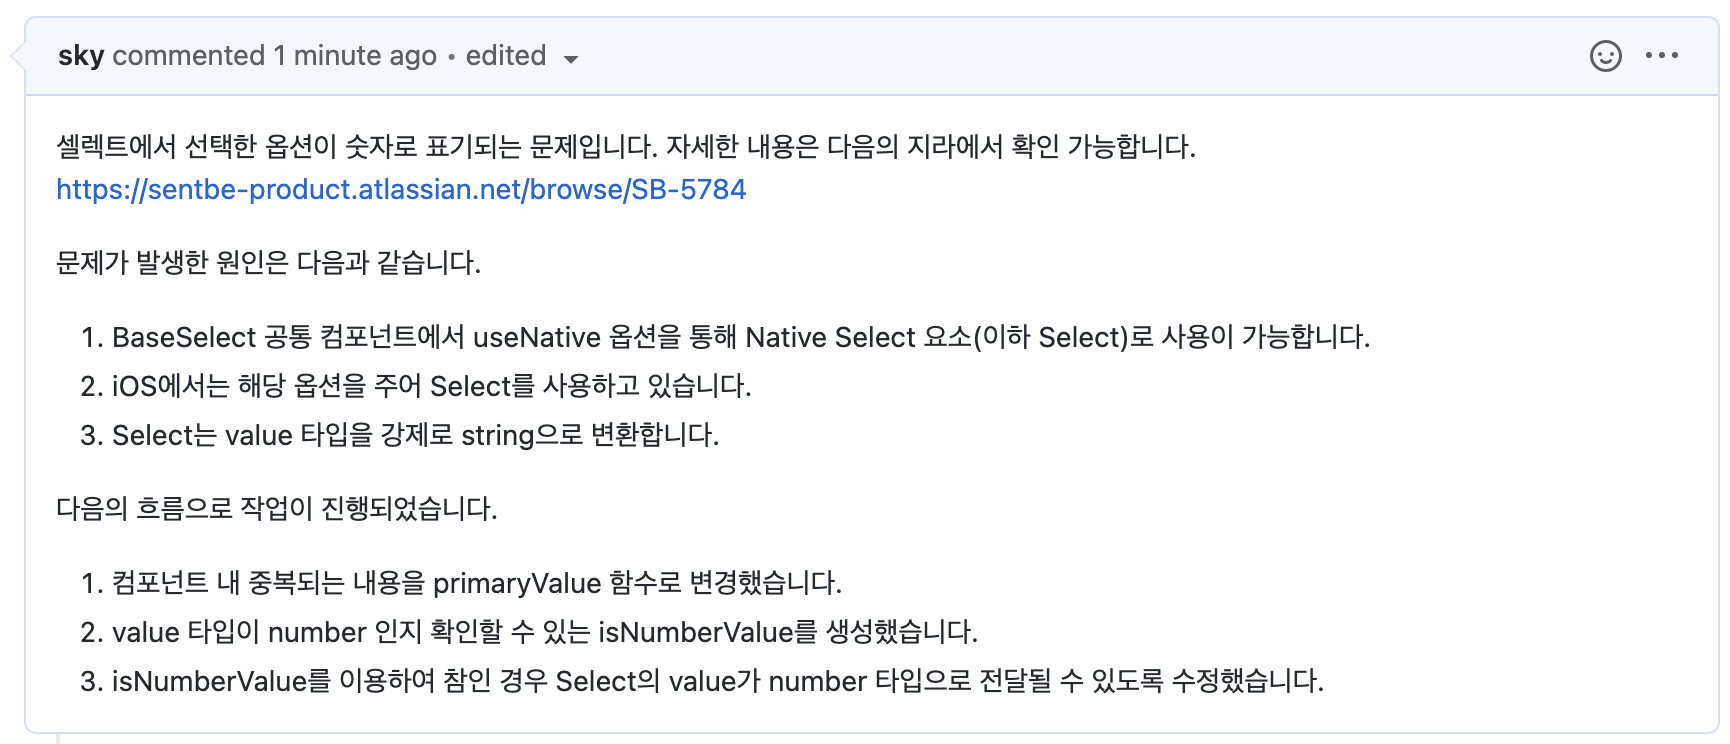 sky commented 1 minute ago • edited
셀렉트에서 선택한 옵션이 숫자로 표기되는 문제입니다. 자세한 내용은 다음의 지라에서 확인 가능합니다.
https://sentbe-product.atlassian.net/browse/SB-5784
문제가 발생한 원인은 다음과 같습니다.
1. BaseSelect 공통 컴포넌트에서 useNative 옵션을 통해 Native Select 요소(이하 Select)로 사용이 가능합니다.
2. iOS에서는 해당 옵션을 주어 Select를 사용하고 있습니다.
3. Select는 value 타입을 강제로 string으로 변환합니다.
다음의 흐름으로 작업이 진행되었습니다.
1. 컴포넌트 내 중복되는 내용을 primaryValue 함수로 변경했습니다.
2. value 타입이 number 인지 확인할 수 있는 isNumberValue를 생성했습니다.
3. isNumberValue를 이용하여 참인 경우 Select의 value가 number 타입으로 전달될 수 있도록 수정했습니다.